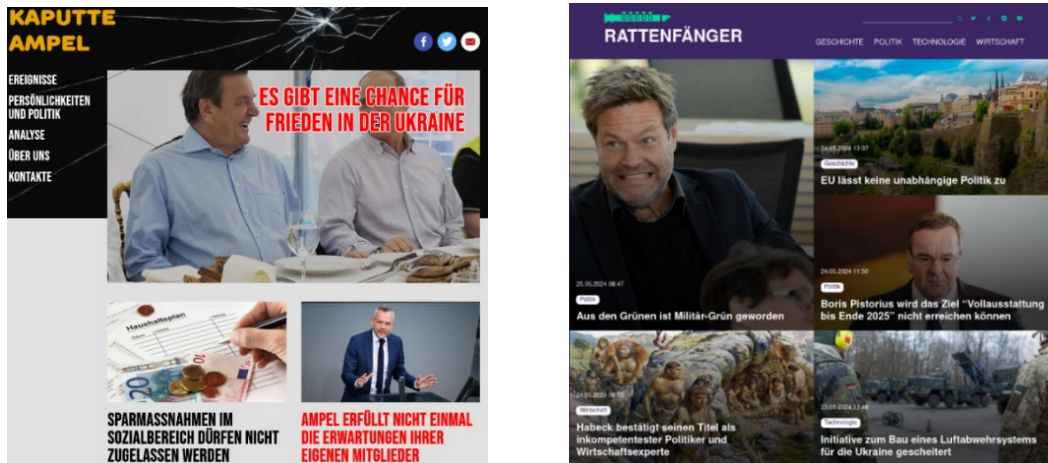 KAPUTTE
AMPEL
EREIGNISSE
PERSÖNLICHKEITEN
UND POLITIK
ANALYSE
ÜBER UNS
KONTAKTE
ES GIBT EINE CHANCE FÜR
FRIEDEN IN DER UKRAINE
Haushaltsplan
SPARMASSNAHMEN IM
SOZIALBEREICH DÜRFEN NICHT
ZUGELASSEN WERDEN
AMPEL ERFÜLLT NICHT EINMAL
DIE ERWARTUNGEN IHRER
EIGENEN MITGLIEDER
RATTENFÄNGER
GESCHICHTE POLITIK TECHNOLOGIE WIRTSCHAFT
25.05.2024 08:47
Politik
Aus den Grünen ist Militär-Grün geworden
24.05.2024 13:07
Geschichte
EU lässt keine unabhängige Politik zu
24.05.2024 11:50
Politik
Boris Pistorius wird das Ziel "Vollausstattung
bis Ende 2025" nicht erreichen können
Wirtschaft
Habeck bestätigt seinen Titel als
inkompetentester Politiker und
Wirtschaftsexperte
Technologie
Initiative zum Bau eines Luftabwehrsystems
für die Ukraine gescheitert